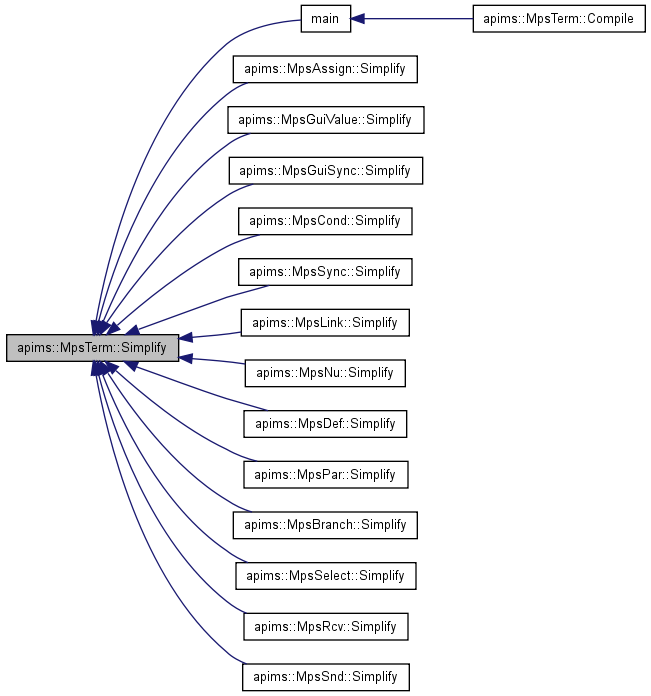 main
apims::MpsTerm::Compile
apims::MpsAssign::Simplify
apims::MpsGuiValue::Simplify
apims::MpsGuiSync::Simplify
apims::MpsCond::Simplify
apims::MpsSync::Simplify
apims::MpsLink::Simplify
apims::MpsTerm::Simplify
apims::MpsNu::Simplify
apims::MpsDef::Simplify
apims::MpsPar::Simplify
apims::MpsBranch::Simplify
apims::MpsSelect::Simplify
apims::MpsRcv::Simplify
apims::MpsSnd::Simplify